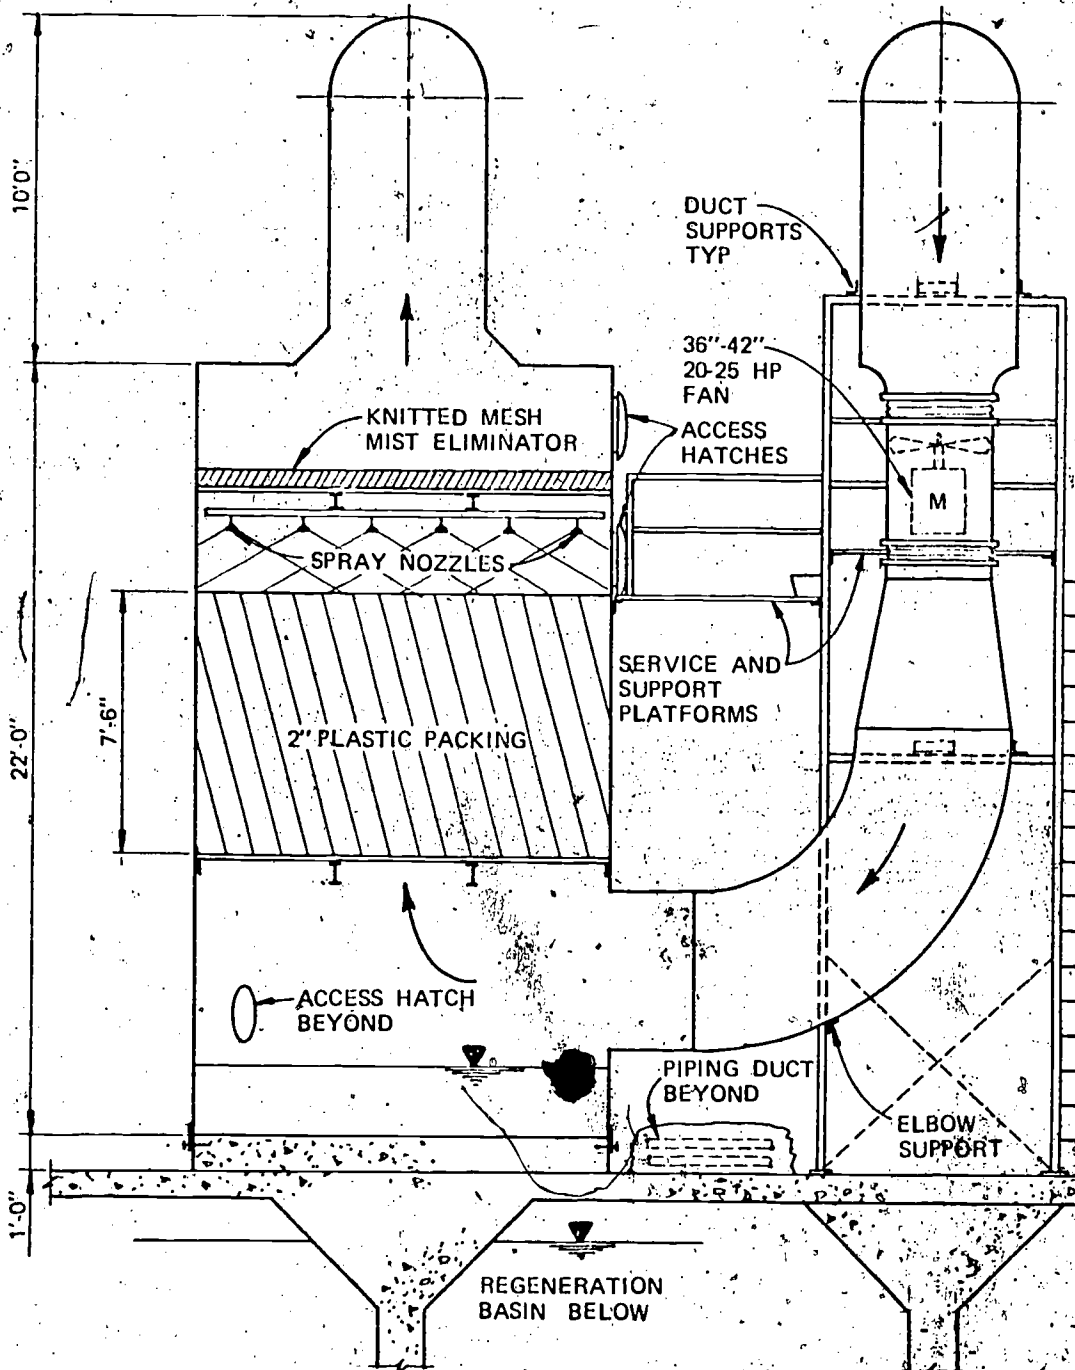 10'0"
DUCT
SUPPORTS
TYP
36"-42"
20-25 HP
FAN
KNITTED MESH
MIST ELIMINATOR
ACCESS
HATCHES
M
SPRAY NOZZLES
22'-0"
7'-6"
SERVICE AND
SUPPORT
PLATFORMS
2" PLASTIC PACKING
ACCESS HATCH
BEYOND
PIPING DUCT
BEYOND
ELBOW
SUPPORT
1'-0"
REGENERATION
BASIN BELOW